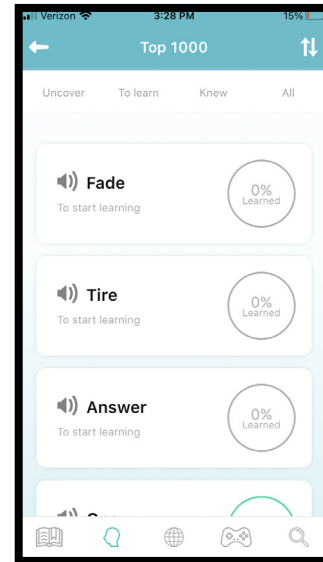 Verizon 3:28 PM 15%
Top 1000
Uncover To learn Knew All
Fade
To start learning
0%
Learned
Tire
To start learning
0%
Learned
Answer
To start learning
0%
Learned